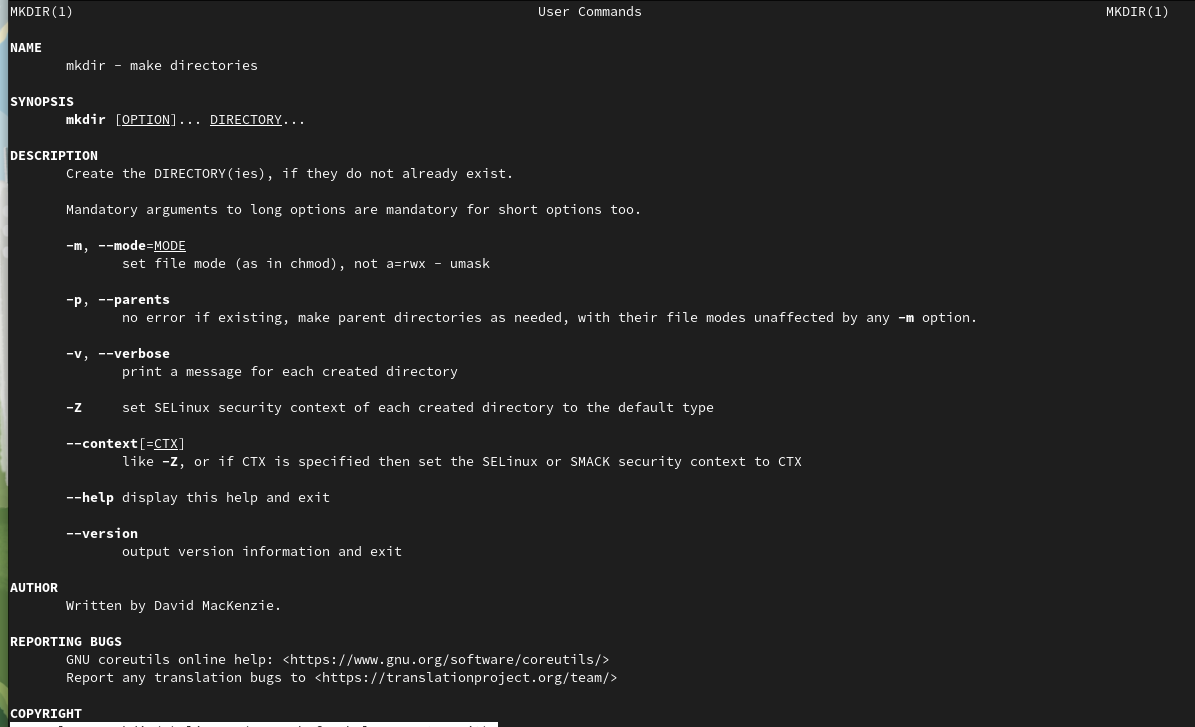 MKDIR(1) User Commands MKDIR(1)
NAME
mkdir - make directories
SYNOPSIS
mkdir [OPTION]... DIRECTORY...
DESCRIPTION
Create the DIRECTORY(ies), if they do not already exist.
Mandatory arguments to long options are mandatory for short options too.
-m, --mode=MODE
set file mode (as in chmod), not a=rwx - umask
-p, --parents
no error if existing, make parent directories as needed, with their file modes unaffected by any -m option.
-v, --verbose
print a message for each created directory
-Z set SELinux security context of each created directory to the default type
--context[=CTX]
like -Z, or if CTX is specified then set the SELinux or SMACK security context to CTX
--help display this help and exit
--version
output version information and exit
AUTHOR
Written by David MacKenzie.
REPORTING BUGS
GNU coreutils online help: <https://www.gnu.org/software/coreutils/>
Report any translation bugs to <https://translationproject.org/team/>
COPYRIGHT